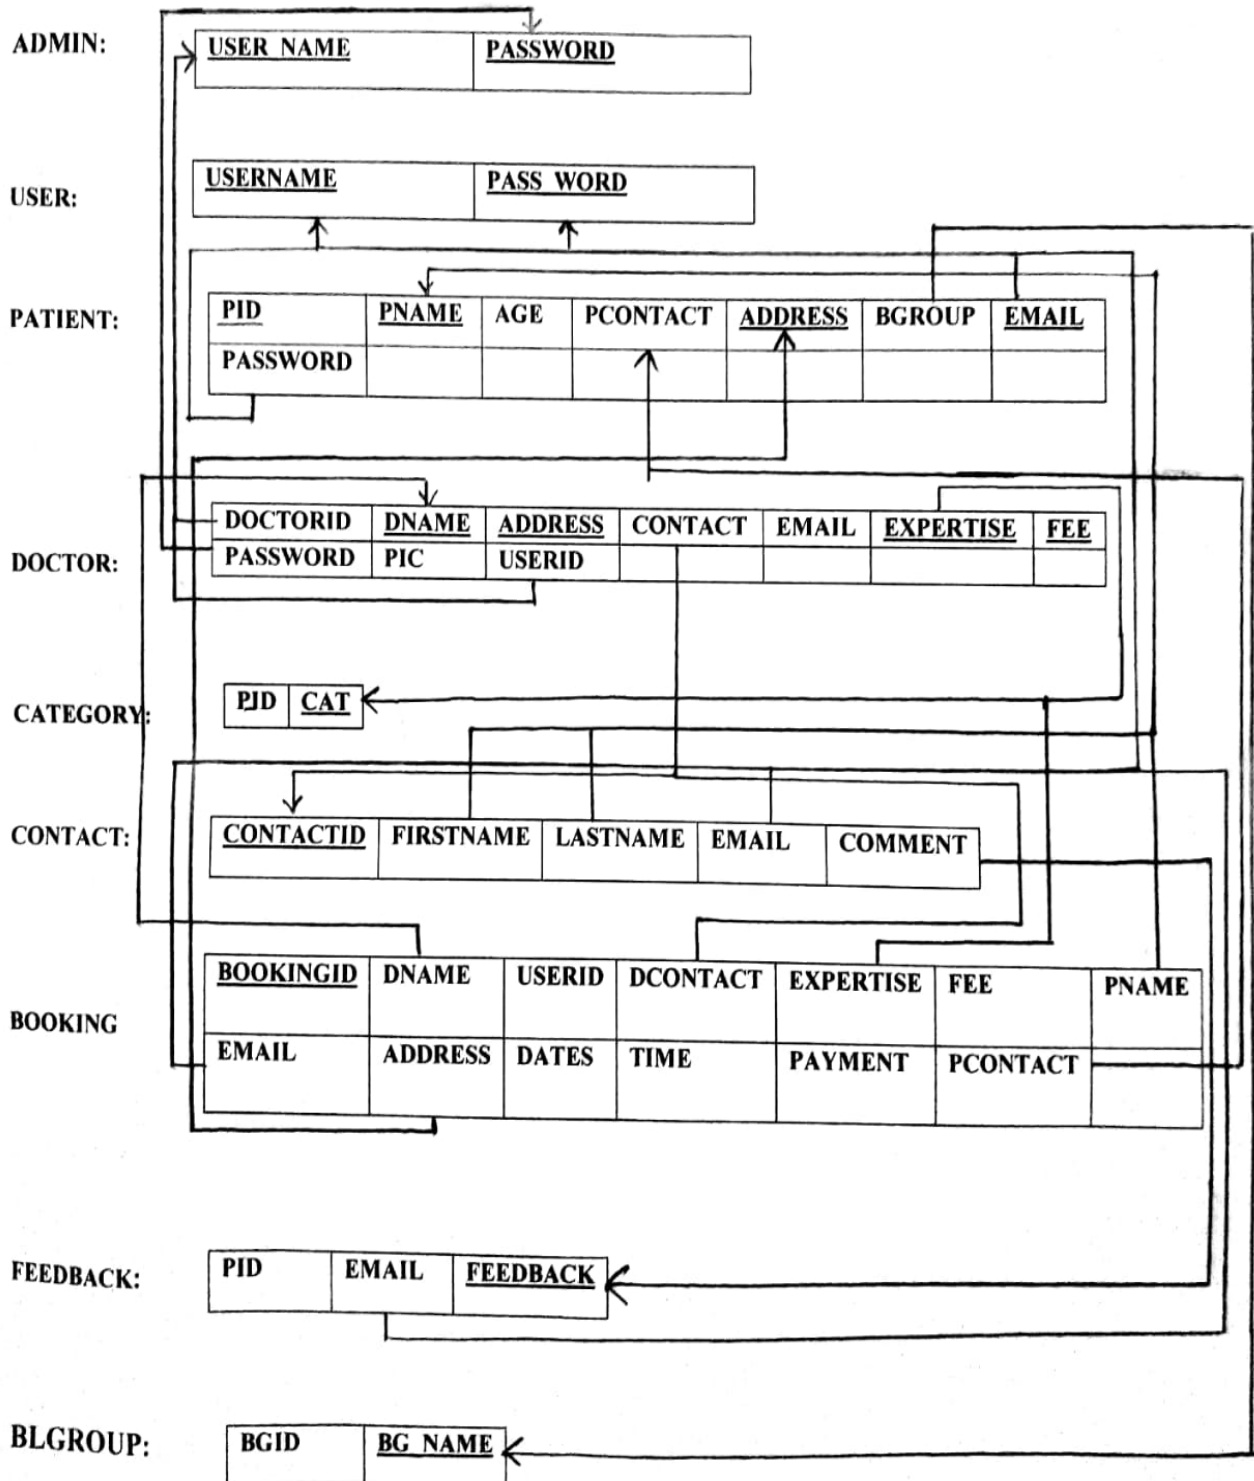 ADMIN:
USER NAME PASSWORD
USER:
USERNAME PASS WORD
PATIENT:
PID PNAME AGE PCONTACT ADDRESS BGROUP EMAIL
PASSWORD
DOCTOR:
DOCTORID DNAME ADDRESS CONTACT EMAIL EXPERTISE FEE
PASSWORD PIC USERID
CATEGORY:
PID CAT
CONTACT:
CONTACTID FIRSTNAME LASTNAME EMAIL COMMENT
BOOKING
BOOKINGID DNAME USERID DCONTACT EXPERTISE FEE PNAME
EMAIL ADDRESS DATES TIME PAYMENT PCONTACT
FEEDBACK:
PID EMAIL FEEDBACK
BLGROUP:
BGID BG NAME